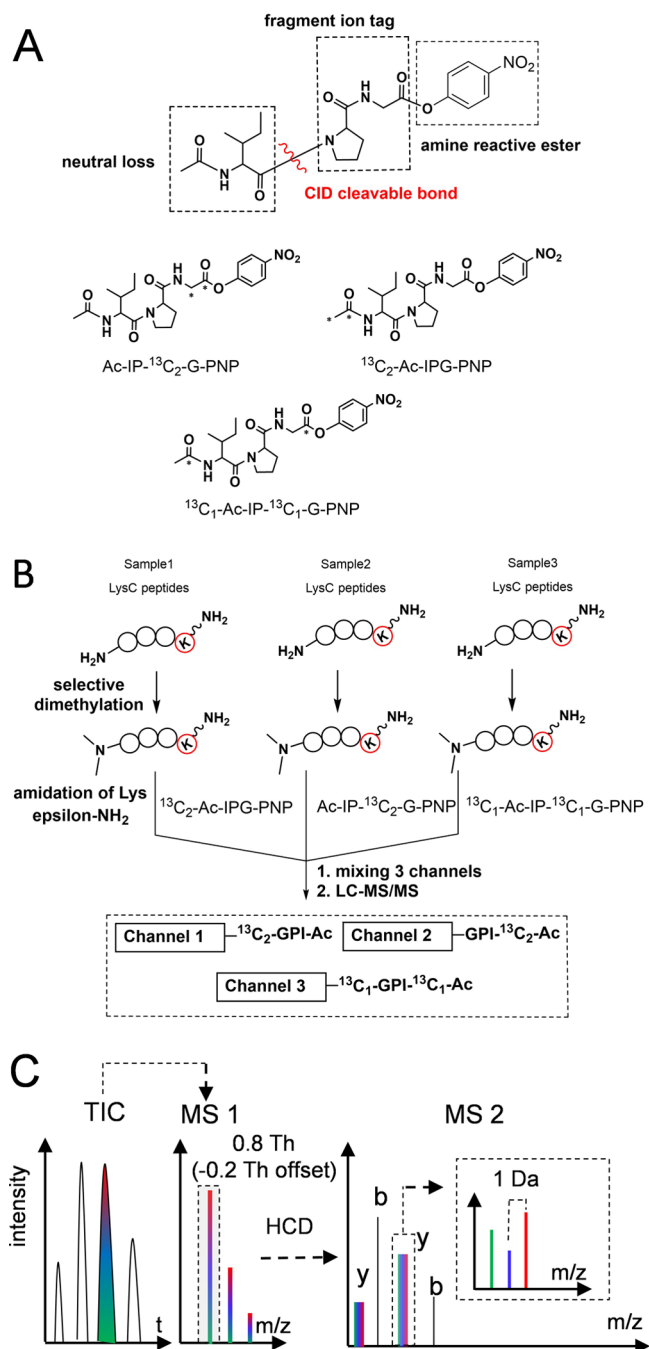 A
fragment ion tag
neutral loss
amine reactive ester
CID cleavable bond
O
N
H
O
N
O
HN
O
O
NO₂
O
N
H
O
N
O
H
N
*
O
*
O
NO₂
Ac-IP-¹³C₂-G-PNP
*
O
*
N
H
O
N
O
H
N
O
O
NO₂
¹³C₂-Ac-IPG-PNP
O
*
N
H
O
N
O
H
N
O
*
O
NO₂
¹³C₁-Ac-IP-¹³C₁-G-PNP
B
Sample1 Sample2 Sample3
LysC peptides LysC peptides LysC peptides
H₂N K NH₂ H₂N K NH₂ H₂N K NH₂
selective
dimethylation
N K NH₂ N K NH₂ N K NH₂
amidation of Lys
epsilon-NH₂
¹³C₂-Ac-IPG-PNP Ac-IP-¹³C₂-G-PNP ¹³C₁-Ac-IP-¹³C₁-G-PNP
1. mixing 3 channels
2. LC-MS/MS
Channel 1 ¹³C₂-GPI-Ac Channel 2 GPI-¹³C₂-Ac
Channel 3 ¹³C₁-GPI-¹³C₁-Ac
C
TIC MS 1 MS 2
0.8 Th
(-0.2 Th offset)
HCD
intensity
t
m/z
y
b
y
b
m/z
1 Da
m/z